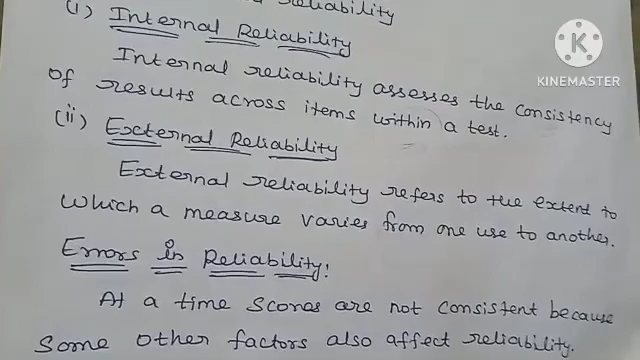 reliability
(i) Internal Reliability
Internal reliability assesses the consistency
of results across items within a test.
(ii) External Reliability
External reliability refers to the extent to
which a measure varies from one use to another.
Errors in Reliability:
At a time scores are not consistent because
some other factors also affect reliability.
K
KINEMASTER